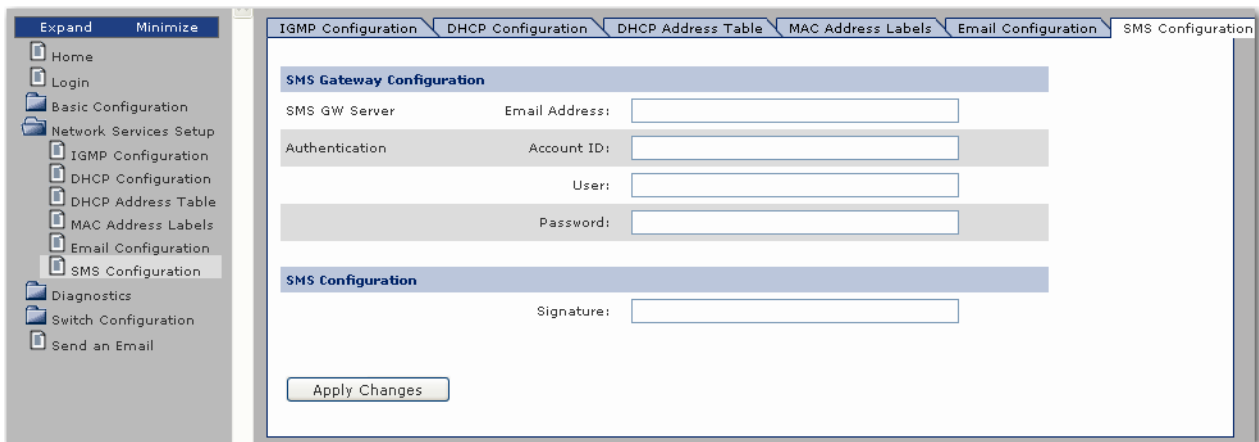 Expand Minimize
Home
Login
Basic Configuration
Network Services Setup
IGMP Configuration
DHCP Configuration
DHCP Address Table
MAC Address Labels
Email Configuration
SMS Configuration
Diagnostics
Switch Configuration
Send an Email
IGMP Configuration DHCP Configuration DHCP Address Table MAC Address Labels Email Configuration SMS Configuration
SMS Gateway Configuration
SMS GW Server Email Address:
Authentication Account ID:
User:
Password:
SMS Configuration
Signature:
Apply Changes